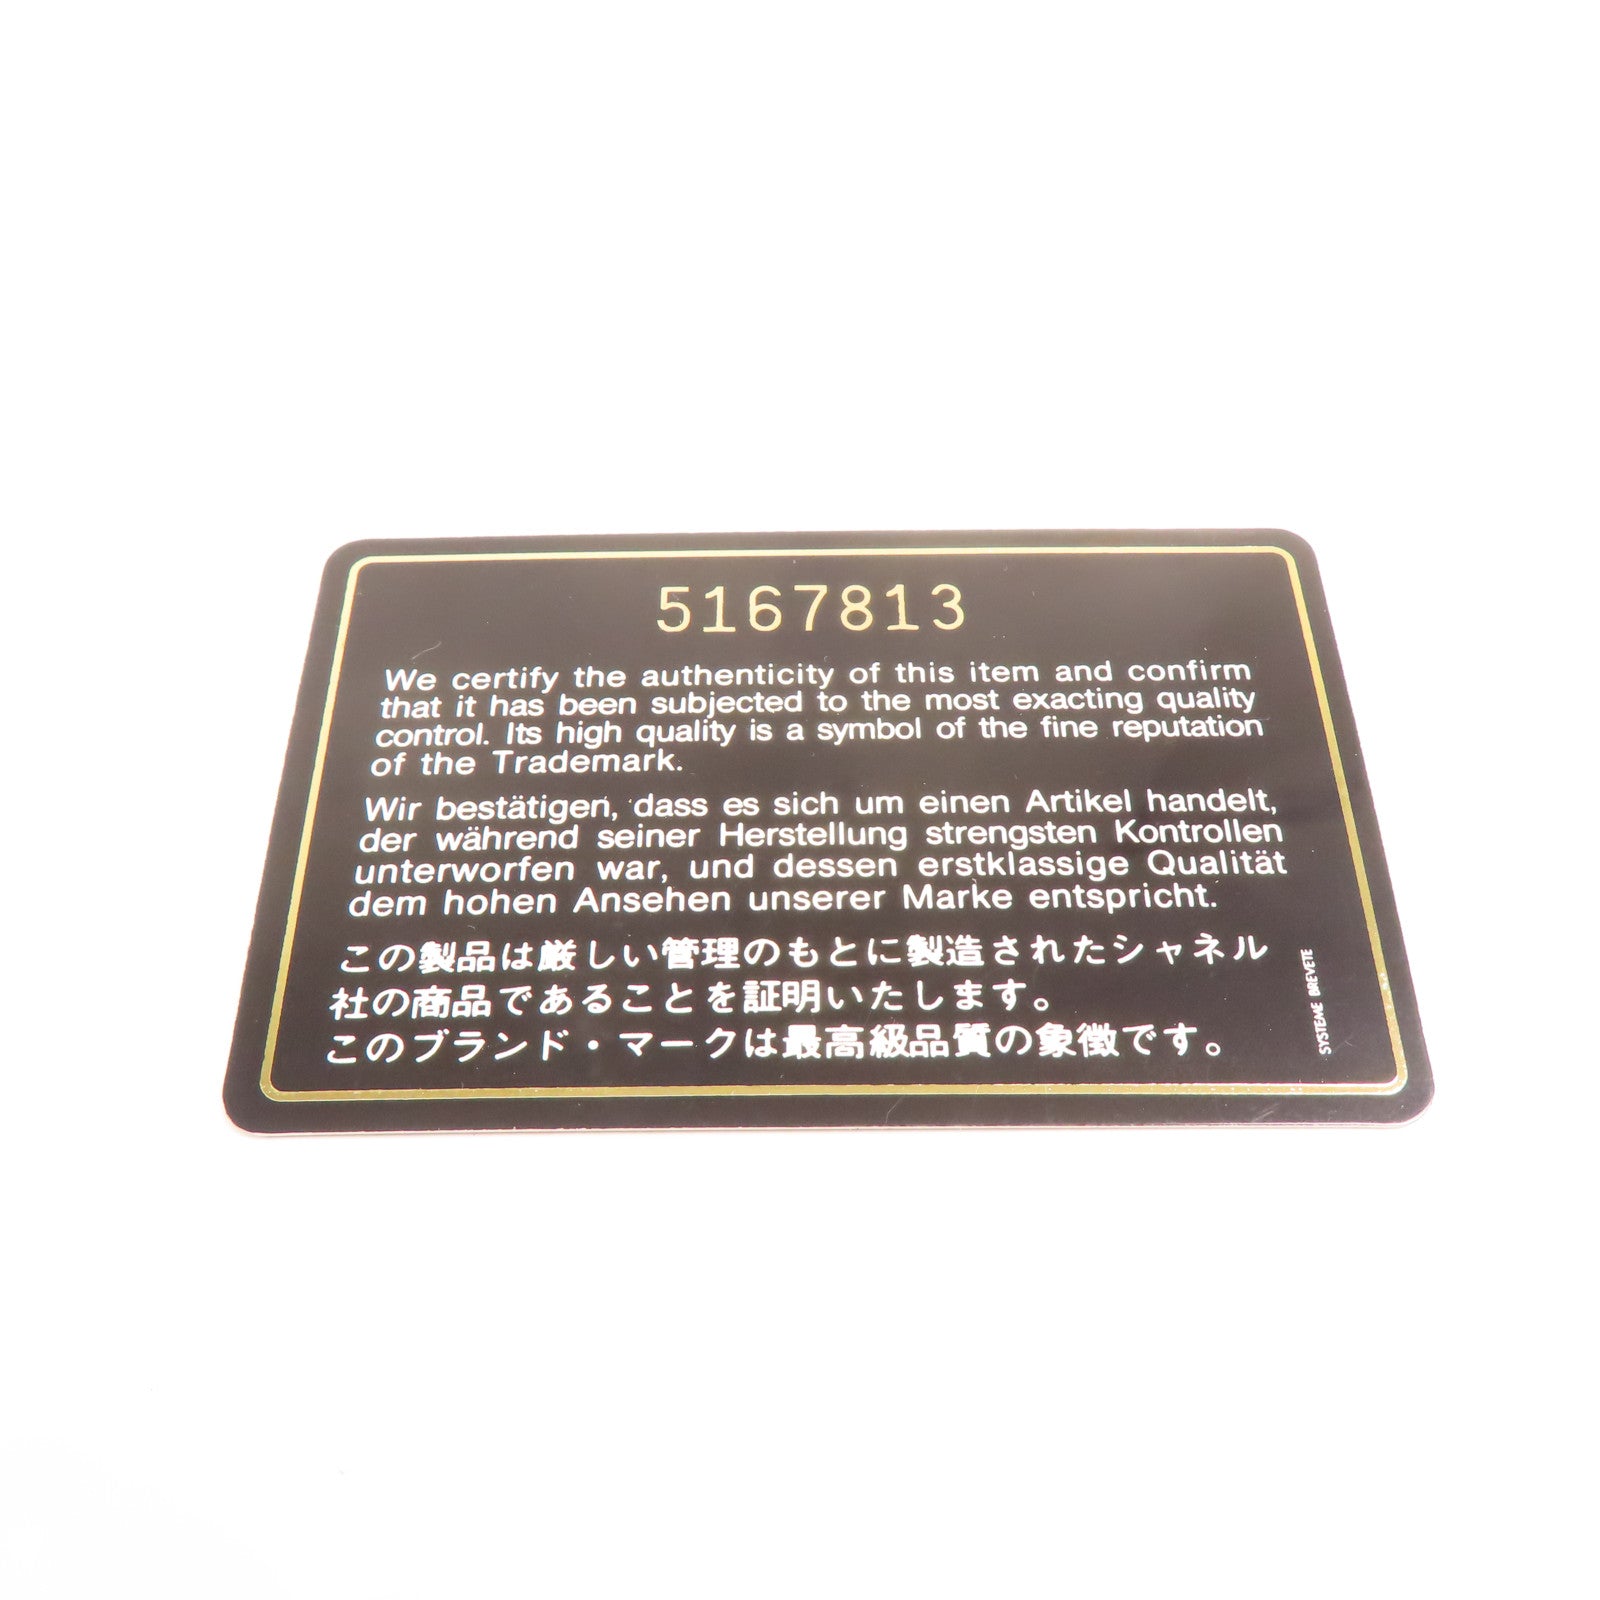 5167813
We certify the authenticity of this item and confirm
that it has been subjected to the most exacting quality
control. Its high quality is a symbol of the fine reputation
of the Trademark.
Wir bestätigen, dass es sich um einen Artikel handelt,
der während seiner Herstellung strengsten Kontrollen
unterworfen war, und dessen erstklassige Qualität
dem hohen Ansehen unserer Marke entspricht.
この製品は厳しい管理のもとに製造されたシャネル
社の商品であることを証明いたします。
このブランド・マークは最高級品質の象徴です。
SYSTEME BREVETE